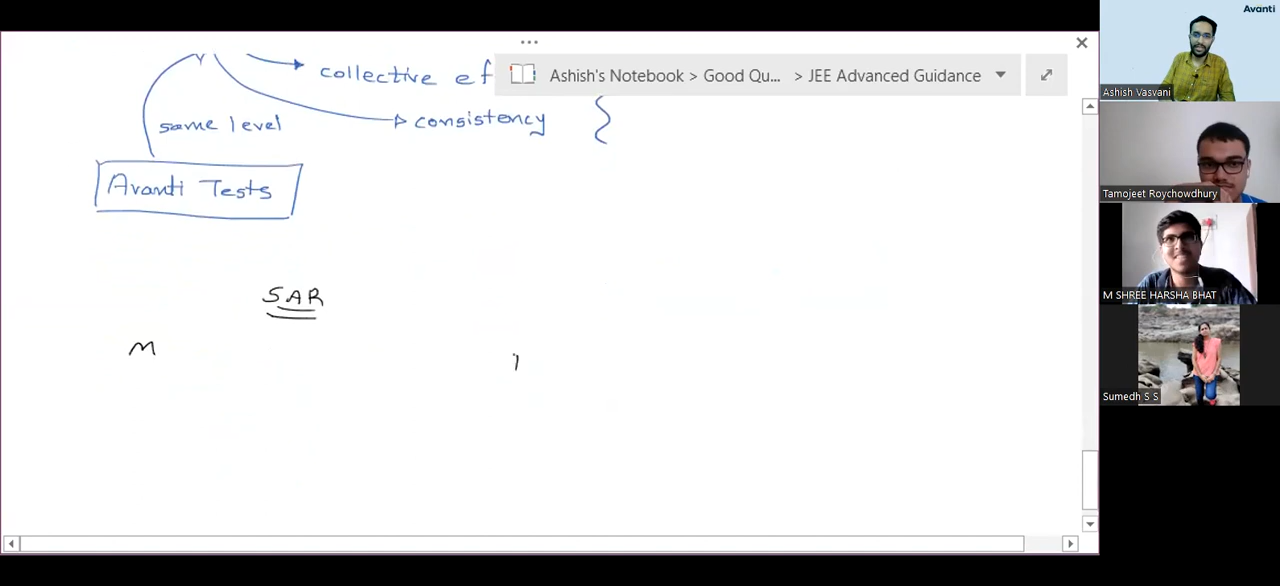 Avanti
collective ef
Ashish's Notebook > Good Qu... > JEE Advanced Guidance
Ashish Vasvani
same level
consistency
Avanti Tests
Tamojeet Roychowdhury
SAR
M SHREE HARSHA BHAT
M
Sumedh S S